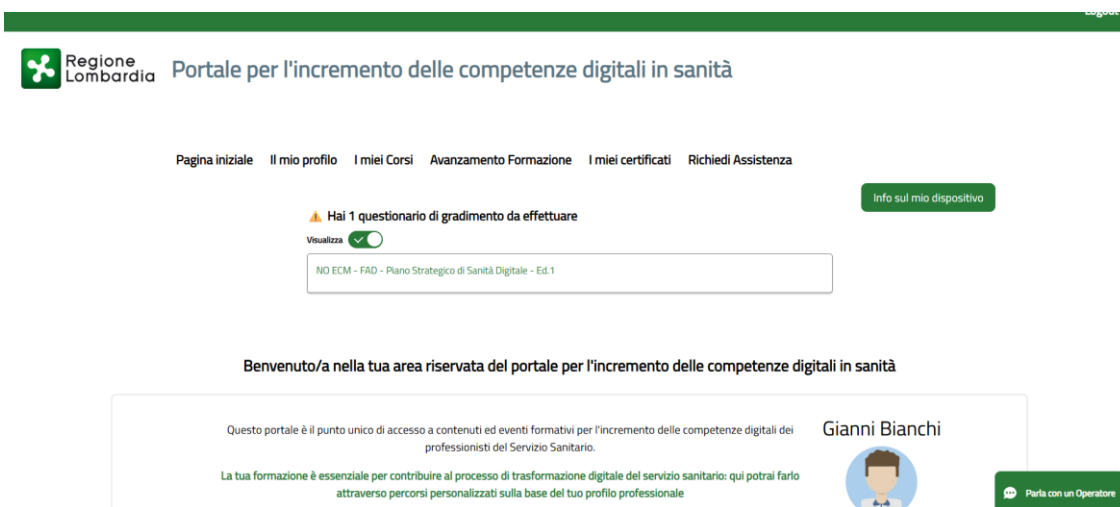 Logout
Regione
Lombardia
Portale per l'incremento delle competenze digitali in sanità
Pagina iniziale Il mio profilo I miei Corsi Avanzamento Formazione I miei certificati Richiedi Assistenza
Info sul mio dispositivo
Hai 1 questionario di gradimento da effettuare
Visualizza
NO ECM - FAD - Piano Strategico di Sanità Digitale - Ed.1
Benvenuto/a nella tua area riservata del portale per l'incremento delle competenze digitali in sanità
Questo portale è il punto unico di accesso a contenuti ed eventi formativi per l'incremento delle competenze digitali dei
professionisti del Servizio Sanitario.
La tua formazione è essenziale per contribuire al processo di trasformazione digitale del servizio sanitario: qui potrai farlo
attraverso percorsi personalizzati sulla base del tuo profilo professionale
Gianni Bianchi
Parla con un Operatore